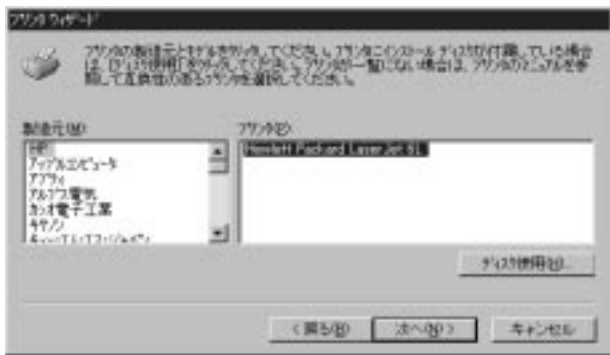 プリンタ ウィザード
プリンタの製造元とモデルをクリックしてください。プリンタにインストール ディスクが付属している場合
は、[ディスク使用] をクリックしてください。プリンタが一覧にない場合は、プリンタのマニュアルを参
照して互換性のあるプリンタを選択してください。
製造元(M):
プリンタ(P):
HP
アップルコンピュータ
アプティ
アルプス電気
カシオ電子工業
キヤノン
Hewlett Packard LaserJet 6L
ディスク使用(H)...
< 戻る(B)
次へ(N) >
キャンセル